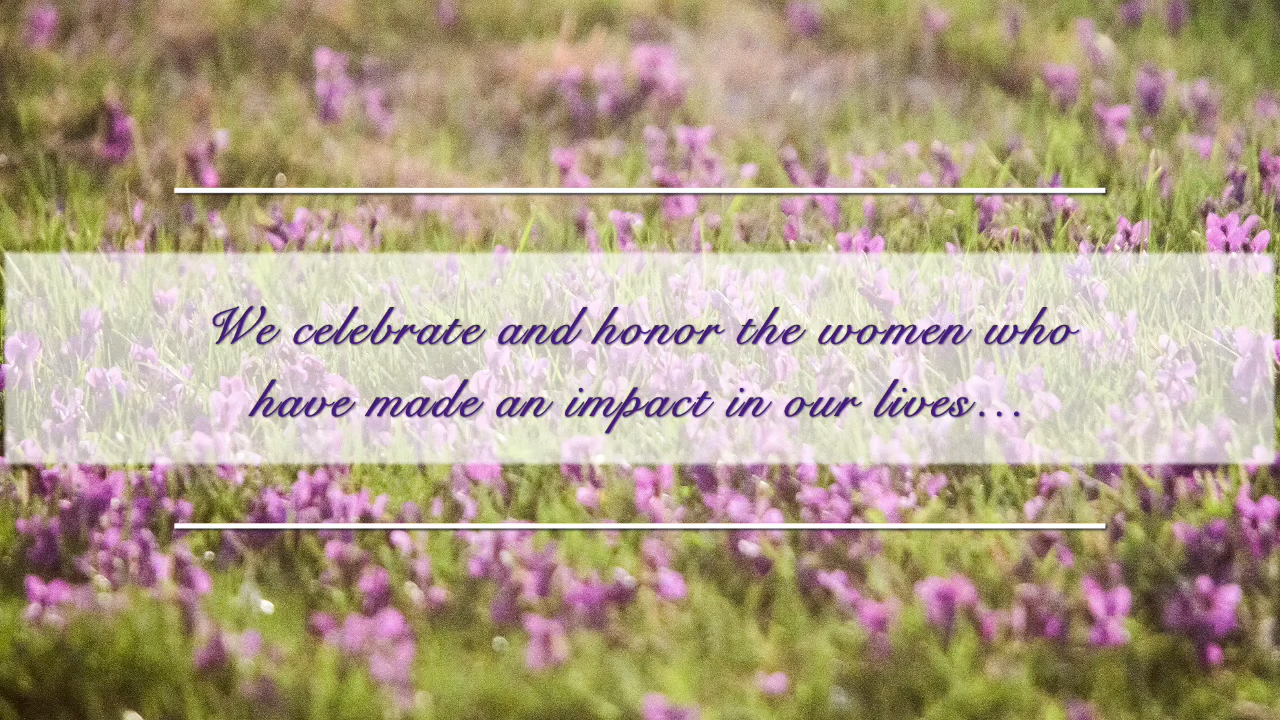 We celebrate and honor the women who
have made an impact in our lives…